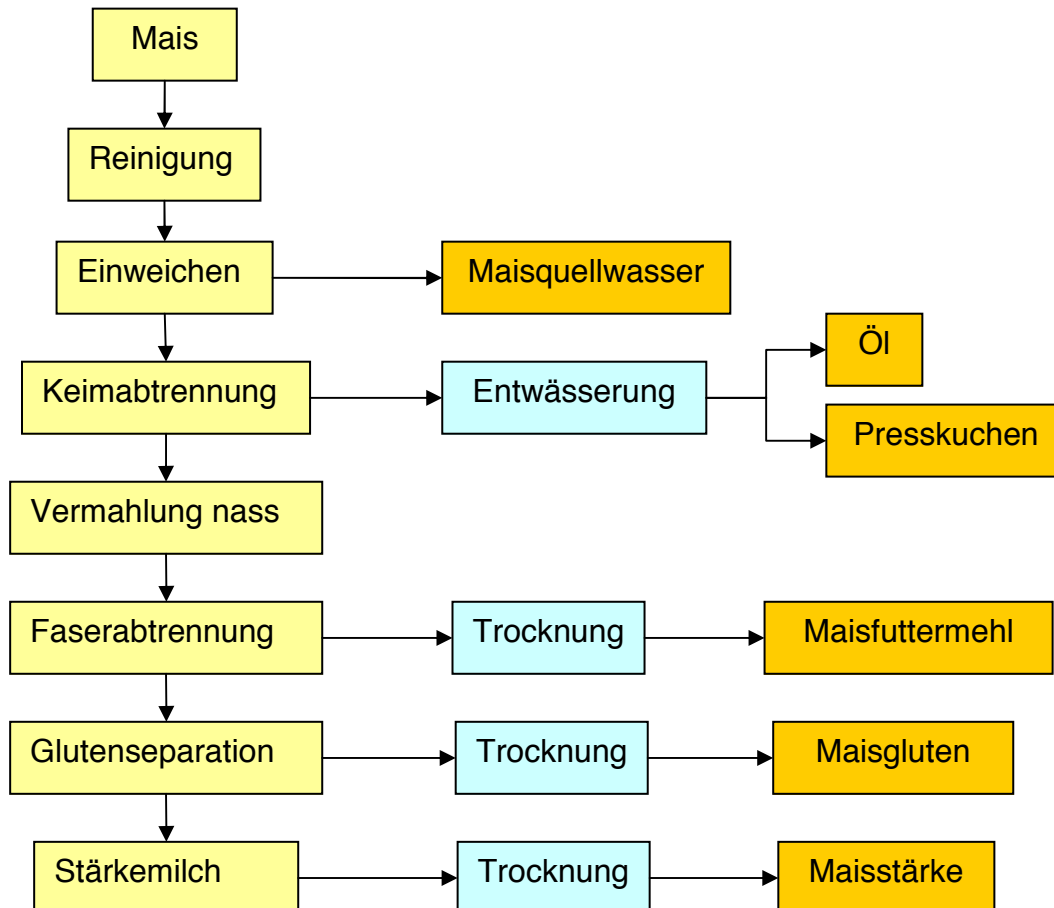 Mais
Reinigung
Einweichen
Maisquellwasser
Öl
Keimabtrennung
Entwässerung
Presskuchen
Vermahlung nass
Faserabtrennung
Trocknung
Maisfuttermehl
Glutenseparation
Trocknung
Maisgluten
Stärkemilch
Trocknung
Maisstärke